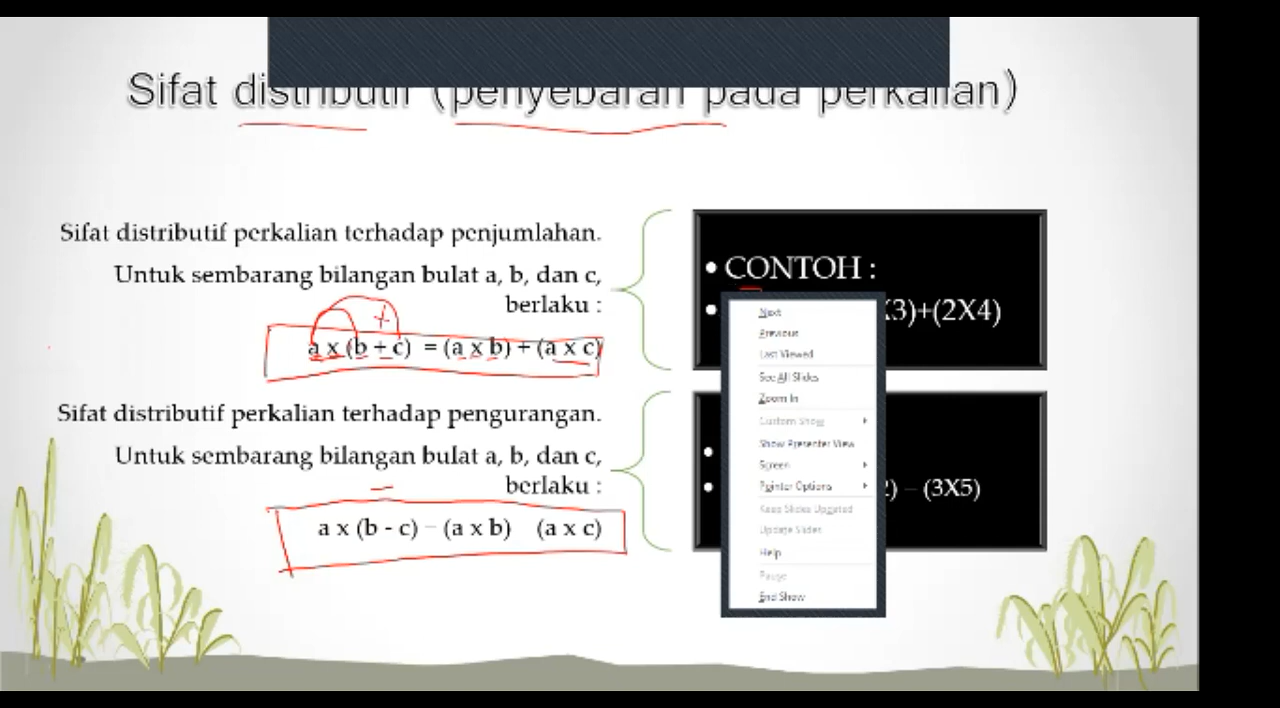 Sifat distributif (penyebaran pada perkalian)
Sifat distributif perkalian terhadap penjumlahan.
Untuk sembarang bilangan bulat a, b, dan c,
berlaku :
+
a x (b + c) = (a x b) + (a x c)
Sifat distributif perkalian terhadap pengurangan.
Untuk sembarang bilangan bulat a, b, dan c,
berlaku :
a x (b - c) – (a x b) (a x c)
• CONTOH :
X3)+(2X4)
) – (3X5)
Next
Previous
Last Viewed
See All Slides
Zoom In
Custom Show
Show Presenter View
Screen
Pointer Options
Keep Slides Updated
Update Slides
Help
Pause
End Show